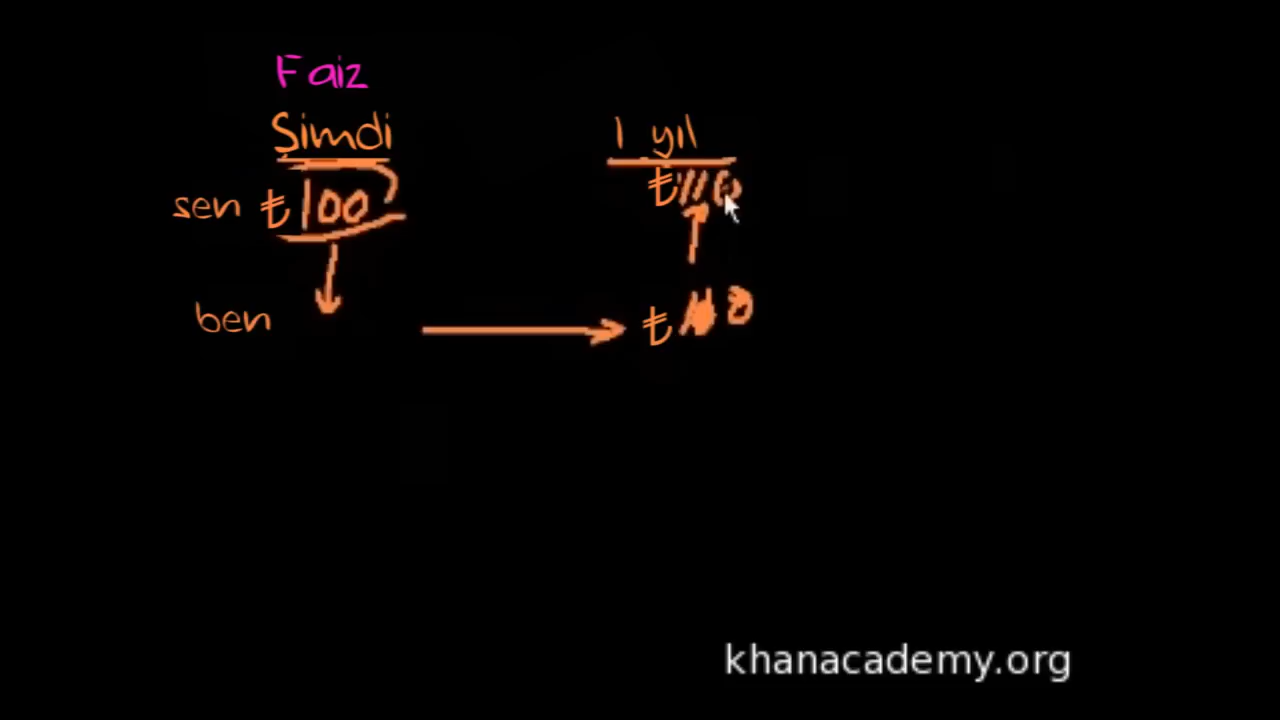 Faiz
Şimdi
1 yıl
sen ₺100
₺110
ben
khanacademy.org